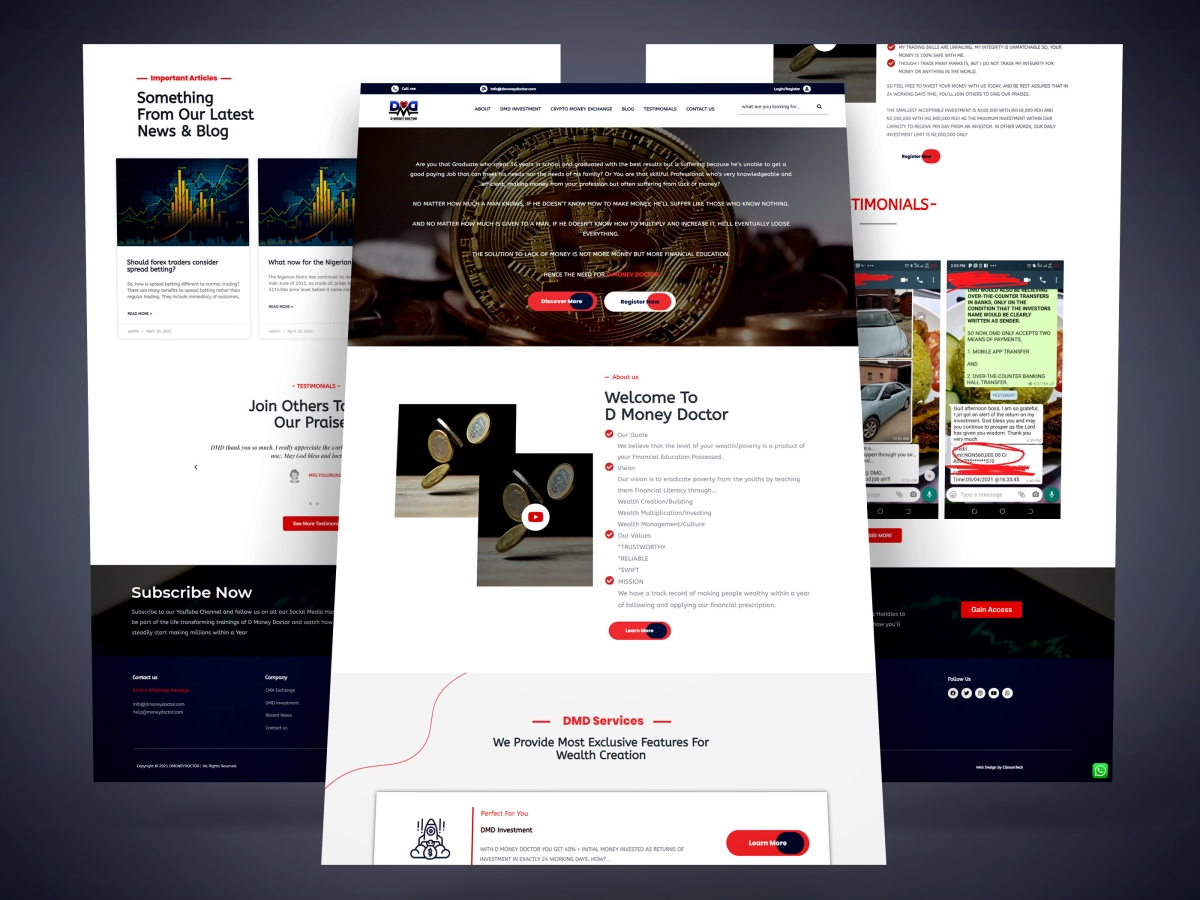 Important Articles
Something
From Our Latest
News & Blog
Should forex traders consider
spread betting?
So, how is spread betting different to normal trading?
There are many benefits to spread betting rather than
regular trading. They include immediacy of outcomes,
READ MORE »
admin • April 10, 2021
What now for the Nigerian
The Nigerian Naira has continued its
mid-June of 2015, as crude oil prices
$115/bbl price level before it came
READ MORE »
admin • April 10, 2021
- TESTIMONIALS -
Join Others To
Our Praise
DMD thank you so much. I really appreciate the
now. May God bless and
MRS FOLORUNS
See More Testimoni
Subscribe Now
Subscribe to our YouTube Channel and follow us on all our Social Media Han
be part of the life transforming trainings of D Money Doctor and watch how
steadily start making millions within a Year
Contact us
Send a WhatsApp message
info@dmoneydoctor.com
help@moneydoctor.com
Company
CMX Exchange
DMD Investment
Recent News
Contact us
Copyright © 2021 DMONEYDOCTOR | All Rights Reserved
Call me
info@dmoneydoctor.com
Login/Register
DMD
D MONEY DOCTOR
ABOUT
DMD INVESTMENT
CRYPTO MONEY EXCHANGE
BLOG
TESTIMONIALS
CONTACT US
what are you looking for...
Are you that Graduate who spent 16 years in school and graduated with the best results but is suffering because he's unable to get a
good paying Job that can meet his needs nor the needs of his family? Or You are that skillful Professional who's very knowledgeable and
efficient, making money from your profession but often suffering from lack of money?
NO MATTER HOW MUCH A MAN KNOWS, IF HE DOESN'T KNOW HOW TO MAKE MONEY, HE'LL SUFFER LIKE THOSE WHO KNOW NOTHING.
AND NO MATTER HOW MUCH IS GIVEN TO A MAN, IF HE DOESN'T KNOW HOW TO MULTIPLY AND INCREASE IT, HE'LL EVENTUALLY LOOSE
EVERYTHING.
THE SOLUTION TO LACK OF MONEY IS NOT MORE MONEY BUT MORE FINANCIAL EDUCATION.
HENCE THE NEED FOR D MONEY DOCTOR
Discover More
Register Now
About us
Welcome To
D Money Doctor
Our Quote
We believe that the level of your wealth/poverty is a product of
your Financial Education Possessed.
Vision
Our vision is to eradicate poverty from the youths by teaching
them Financial Literacy through...
Wealth Creation/Building
Wealth Multiplication/Investing
Wealth Management/Culture
Our Values
*TRUSTWORTHY
*RELIABLE
*SWIFT
MISSION
We have a track record of making people wealthy within a year
of following and applying our financial prescription.
Learn More
DMD Services
We Provide Most Exclusive Features For
Wealth Creation
Perfect For You
DMD Investment
WITH D MONEY DOCTOR YOU GET 40% + INITIAL MONEY INVESTED AS RETURNS OF
INVESTMENT IN EXACTLY 24 WORKING DAYS. HOW?...
Learn More
MY TRADING SKILLS ARE UNFAILING, MY INTEGRITY IS UNMATCHABLE SO, YOUR
MONEY IS 100% SAFE WITH ME.
THOUGH I TRADE MANY MARKETS, BUT I DO NOT TRADE MY INTEGRITY FOR
MONEY OR ANYTHING IN THE WORLD.
SO FEEL FREE TO INVEST YOUR MONEY WITH US TODAY, AND BE REST ASSURED THAT IN
24 WORKING DAYS TIME, YOU'LL JOIN OTHERS TO SING OUR PRAISES.
THE SMALLEST ACCEPTABLE INVESTMENT IS N100,000 WITH (N140,000 ROI) AND
N2,000,000 WITH (N2,800,000 ROI) AS THE MAXIMUM INVESTMENT WITHIN OUR
CAPACITY TO RECEIVE PER DAY FROM AN INVESTOR. IN OTHER WORDS, OUR DAILY
INVESTMENT LIMIT IS N2,000,000 ONLY
Register Now
TIMONIALS-
ppen through you sir..
@ DMD...
d job sir!!
sage
2:55 PM
DMD WOULD ALSO BE RECIEVING
OVER-THE-COUNTER TRANSFERS
IN BANKS, ONLY ON THE
CONDITION THAT THE INVESTORS
NAME WOULD BE CLEARLY
WRITTEN AS SENDER.
SO NOW, DMD ONLY ACCEPTS TWO
MEANS OF PAYMENTS,
1. MOBILE APP TRANSFER
AND
2. OVER-THE-COUNTER BANKING
HALL TRANSFER.
YESTERDAY
Gud afternoon boss, I am so grateful,
I jst got an alert of the return on my
investment. God bless you and may
you continue to prosper as the Lord
has given you wisdom. Thank you
very much
Credit
Amt:NGN560,000.00 Cr
Time:05/04/2021 @16:35:45
Type a message
SEE MORE
Handles to
how you'll
Gain Access
Follow Us
Web Design by ClinsonTech